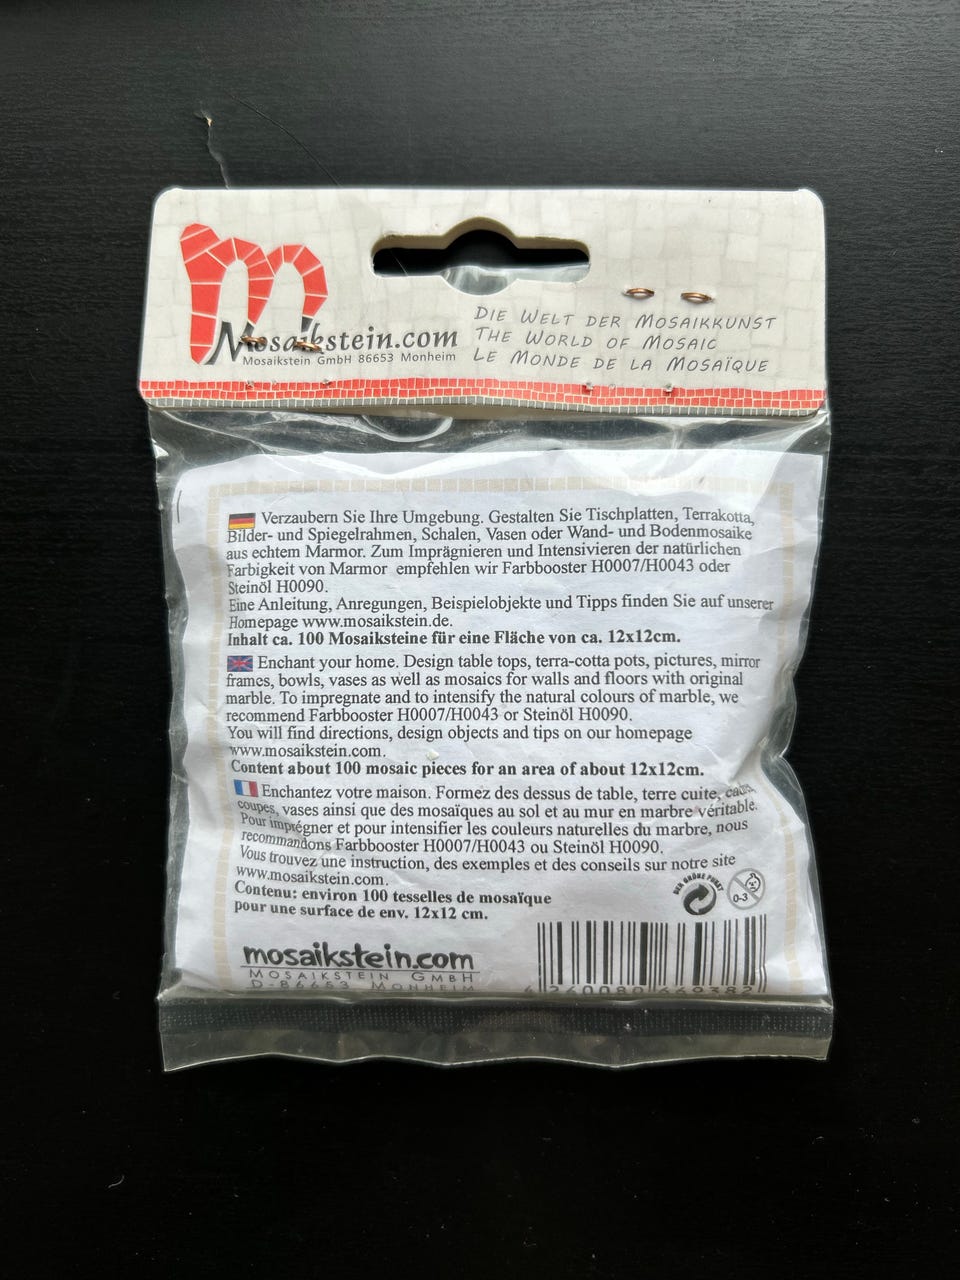 Mosaikstein.com
Mosaikstein GmbH 86653 Monheim
Die Welt der Mosaikkunst
The World of Mosaic
Le Monde de la Mosaïque
Verzaubern Sie Ihre Umgebung. Gestalten Sie Tischplatten, Terrakotta,
Bilder- und Spiegelrahmen, Schalen, Vasen oder Wand- und Bodenmosaike
aus echtem Marmor. Zum Imprägnieren und Intensivieren der natürlichen
Farbigkeit von Marmor empfehlen wir Farbbooster H0007/H0043 oder
Steinöl H0090.
Eine Anleitung, Anregungen, Beispielobjekte und Tipps finden Sie auf unserer
Homepage www.mosaikstein.de.
Inhalt ca. 100 Mosaiksteine für eine Fläche von ca. 12x12cm.
Enchant your home. Design table tops, terra-cotta pots, pictures, mirror
frames, bowls, vases as well as mosaics for walls and floors with original
marble. To impregnate and to intensify the natural colours of marble, we
recommend Farbbooster H0007/H0043 or Steinöl H0090.
You will find directions, design objects and tips on our homepage
www.mosaikstein.com.
Content about 100 mosaic pieces for an area of about 12x12cm.
Enchantez votre maison. Formez des dessus de table, terre cuite,
coupes, vases ainsi que des mosaïques au sol et au mur en marbre véritable.
Pour imprégner et pour intensifier les couleurs naturelles du marbre, nous
recommandons Farbbooster H0007/H0043 ou Steinöl H0090.
Vous trouvez une instruction, des exemples et des conseils sur notre site
www.mosaikstein.com.
Contenu: environ 100 tesselles de mosaïque
pour une surface de env. 12x12 cm.
DER GRÜNE PUNKT
0-3
mosaikstein.com
Mosaikstein GmbH
D-86653 Monheim
4 260080 669382